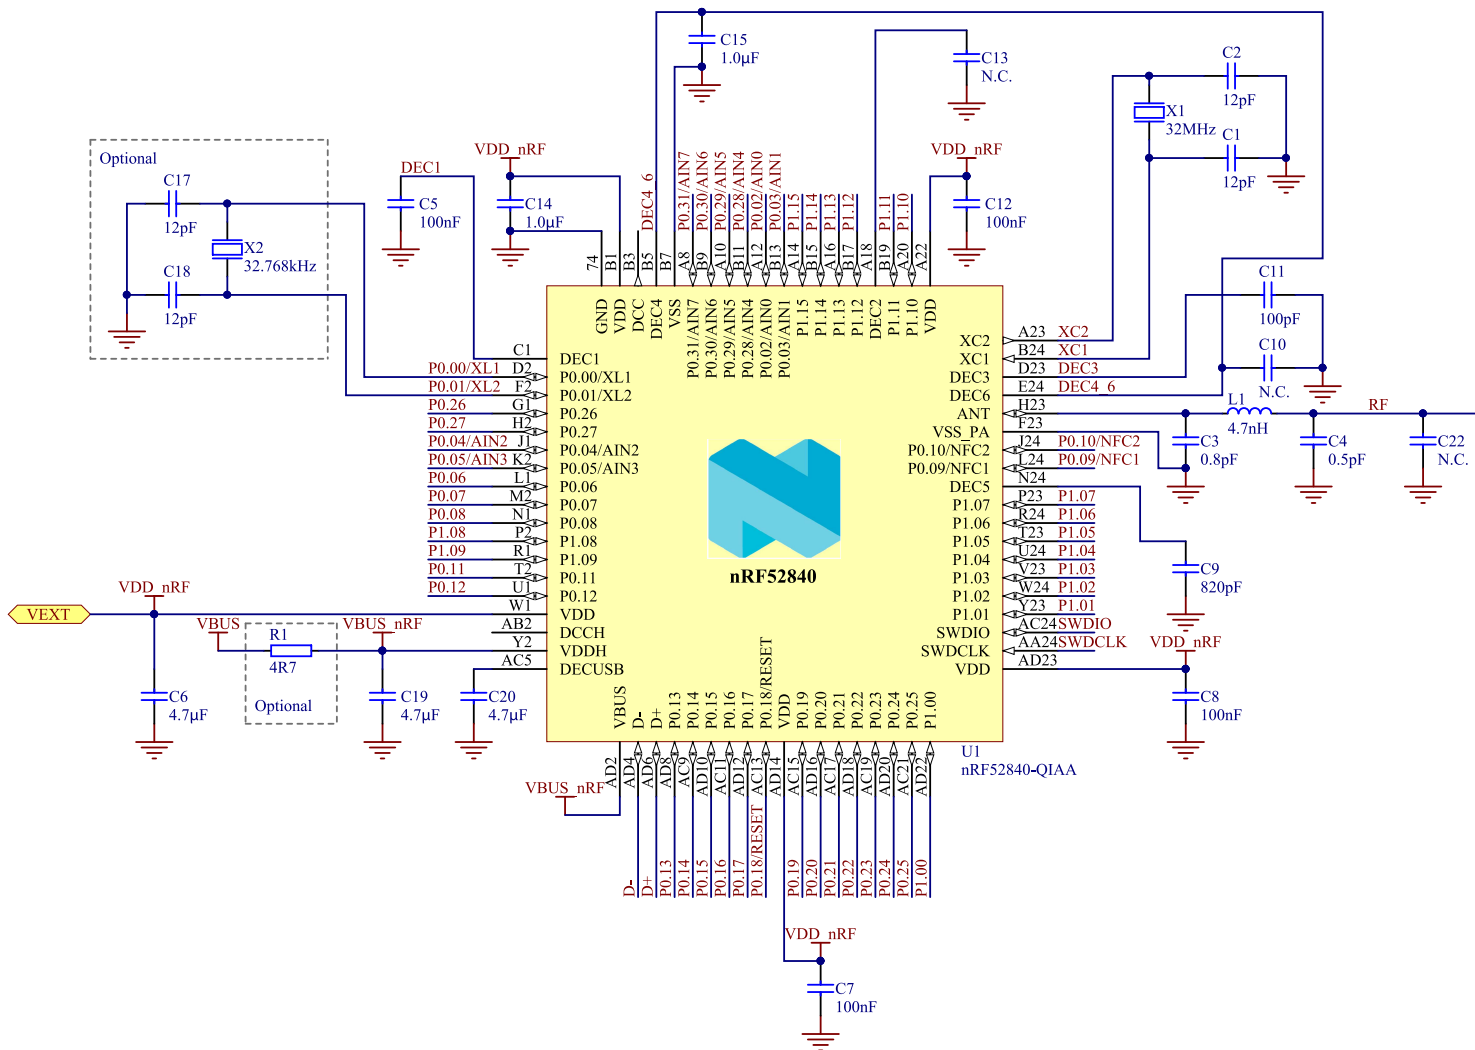 C15
1.0µF
C13
N.C.
C2
12pF
X1
32MHz
C1
12pF
Optional
C17
12pF
X2
32.768kHz
C18
12pF
DEC1
C5
100nF
VDD_nRF
C14
1.0µF
DEC4_6
P0.31/AIN7
P0.30/AIN6
P0.29/AIN5
P0.28/AIN4
P0.02/AIN0
P0.03/AIN1
P1.15
P1.14
P1.13
P1.12
P1.11
P1.10
VDD_nRF
C12
100nF
74
B1
B3
B5
B7
A8
B9
A10
B11
A12
B13
A14
B15
A16
B17
A18
B19
A20
A22
GND
VDD
DCC
DEC4
VSS
P0.31/AIN7
P0.30/AIN6
P0.29/AIN5
P0.28/AIN4
P0.02/AIN0
P0.03/AIN1
P1.15
P1.14
P1.13
P1.12
DEC2
P1.11
P1.10
VDD
C11
100pF
C10
N.C.
C1 DEC1
P0.00/XL1 D2 P0.00/XL1
P0.01/XL2 F2 P0.01/XL2
P0.26 G1 P0.26
P0.27 H2 P0.27
P0.04/AIN2 J1 P0.04/AIN2
P0.05/AIN3 K2 P0.05/AIN3
P0.06 L1 P0.06
P0.07 M2 P0.07
P0.08 N1 P0.08
P1.08 P2 P1.08
P1.09 R1 P1.09
P0.11 T2 P0.11
P0.12 U1 P0.12
W1 VDD
AB2 DCCH
Y2 VDDH
AC5 DECUSB
XC2 A23 XC2
XC1 B24 XC1
DEC3 D23 DEC3
DEC6 E24 DEC4_6
ANT H23
VSS_PA F23
P0.10/NFC2 J24 P0.10/NFC2
P0.09/NFC1 L24 P0.09/NFC1
DEC5 N24
P1.07 P23 P1.07
P1.06 R24 P1.06
P1.05 T23 P1.05
P1.04 U24 P1.04
P1.03 V23 P1.03
P1.02 W24 P1.02
P1.01 Y23 P1.01
SWDIO AC24 SWDIO
SWDCLK AA24 SWDCLK
VDD AD23
L1
4.7nH
RF
C3
0.8pF
C4
0.5pF
C22
N.C.
C9
820pF
VDD_nRF
C8
100nF
nRF52840
VEXT
VDD_nRF
C6
4.7µF
VBUS
R1
4R7
Optional
VBUS_nRF
C19
4.7µF
C20
4.7µF
VBUS
D-
D+
P0.13
P0.14
P0.15
P0.16
P0.17
P0.18/RESET
VDD
P0.19
P0.20
P0.21
P0.22
P0.23
P0.24
P0.25
P1.00
U1
nRF52840-QIAA
AD2
AD4
AD6
AD8
AC9
AD10
AC11
AD12
AC13
AD14
AC15
AD16
AC17
AD18
AC19
AD20
AC21
AD22
VBUS_nRF
D-
D+
P0.13
P0.14
P0.15
P0.16
P0.17
P0.18/RESET
P0.19
P0.20
P0.21
P0.22
P0.23
P0.24
P0.25
P1.00
VDD_nRF
C7
100nF